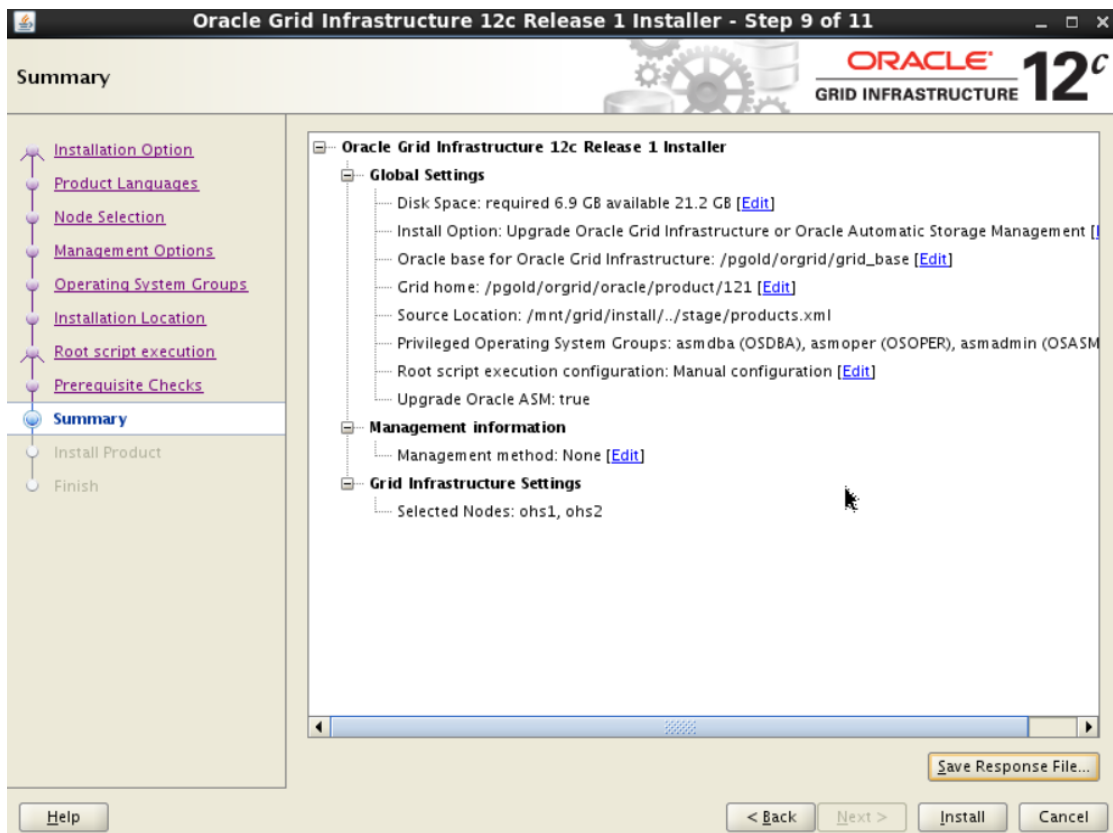 Oracle Grid Infrastructure 12c Release 1 Installer - Step 9 of 11
Summary
ORACLE
GRID INFRASTRUCTURE
12c
Installation Option
Product Languages
Node Selection
Management Options
Operating System Groups
Installation Location
Root script execution
Prerequisite Checks
Summary
Install Product
Finish
Oracle Grid Infrastructure 12c Release 1 Installer
Global Settings
Disk Space: required 6.9 GB available 21.2 GB [Edit]
Install Option: Upgrade Oracle Grid Infrastructure or Oracle Automatic Storage Management [
Oracle base for Oracle Grid Infrastructure: /pgold/orgrid/grid_base [Edit]
Grid home: /pgold/orgrid/oracle/product/121 [Edit]
Source Location: /mnt/grid/install/../stage/products.xml
Privileged Operating System Groups: asmdba (OSDBA), asmoper (OSOPER), asmadmin (OSASM
Root script execution configuration: Manual configuration [Edit]
Upgrade Oracle ASM: true
Management information
Management method: None [Edit]
Grid Infrastructure Settings
Selected Nodes: ohs1, ohs2
Save Response File...
Help
< Back
Next >
Install
Cancel